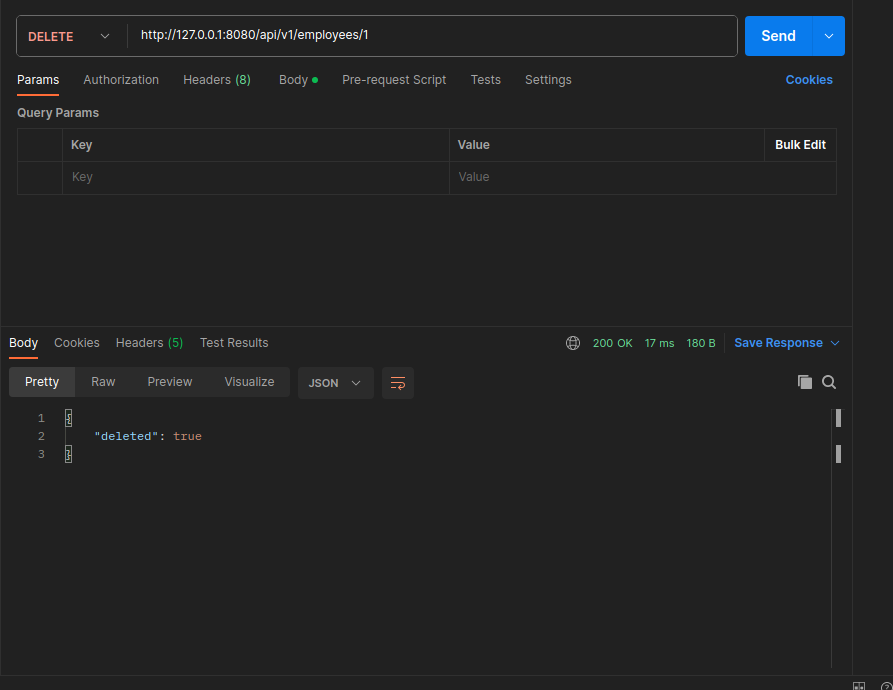 DELETE http://127.0.0.1:8080/api/v1/employees/1 Send
Params Authorization Headers (8) Body Pre-request Script Tests Settings Cookies
Query Params
Key Value Bulk Edit
Key Value
Body Cookies Headers (5) Test Results 200 OK 17 ms 180 B Save Response
Pretty Raw Preview Visualize JSON
1 {
2 "deleted": true
3 }